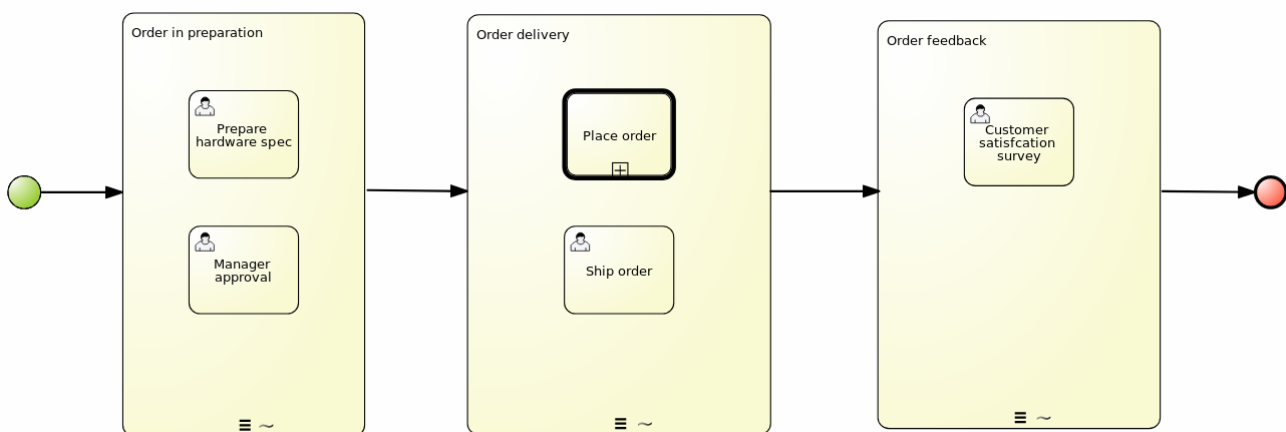 Order in preparation
Prepare
hardware spec
Manager
approval
Order delivery
Place order
Ship order
Order feedback
Customer
satisfcation
survey